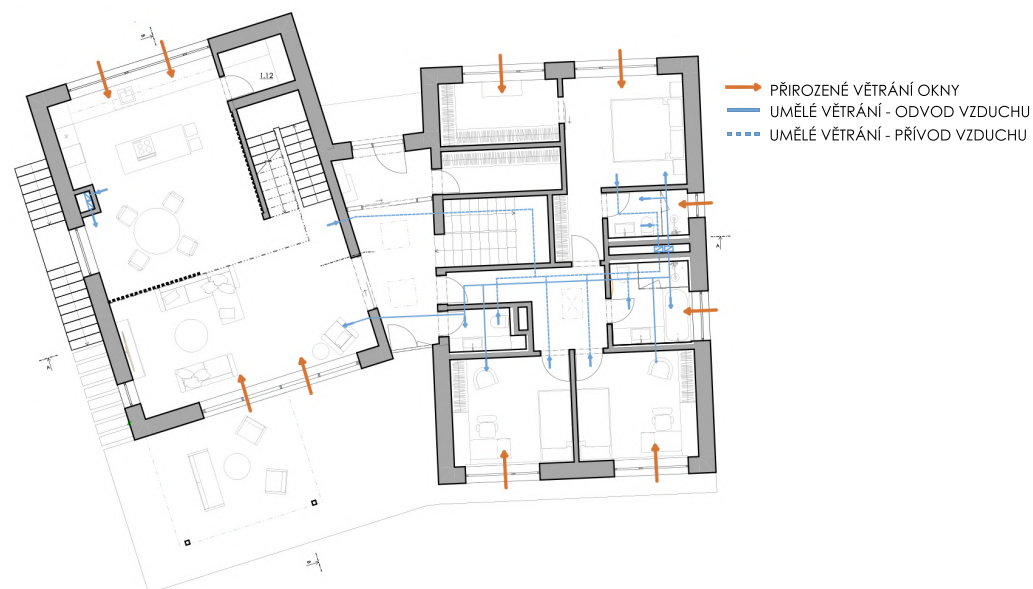 1.12
PŘIROZENÉ VĚTRÁNÍ OKNY
UMĚLÉ VĚTRÁNÍ - ODVOD VZDUCHU
UMĚLÉ VĚTRÁNÍ - PŘÍVOD VZDUCHU
A
A